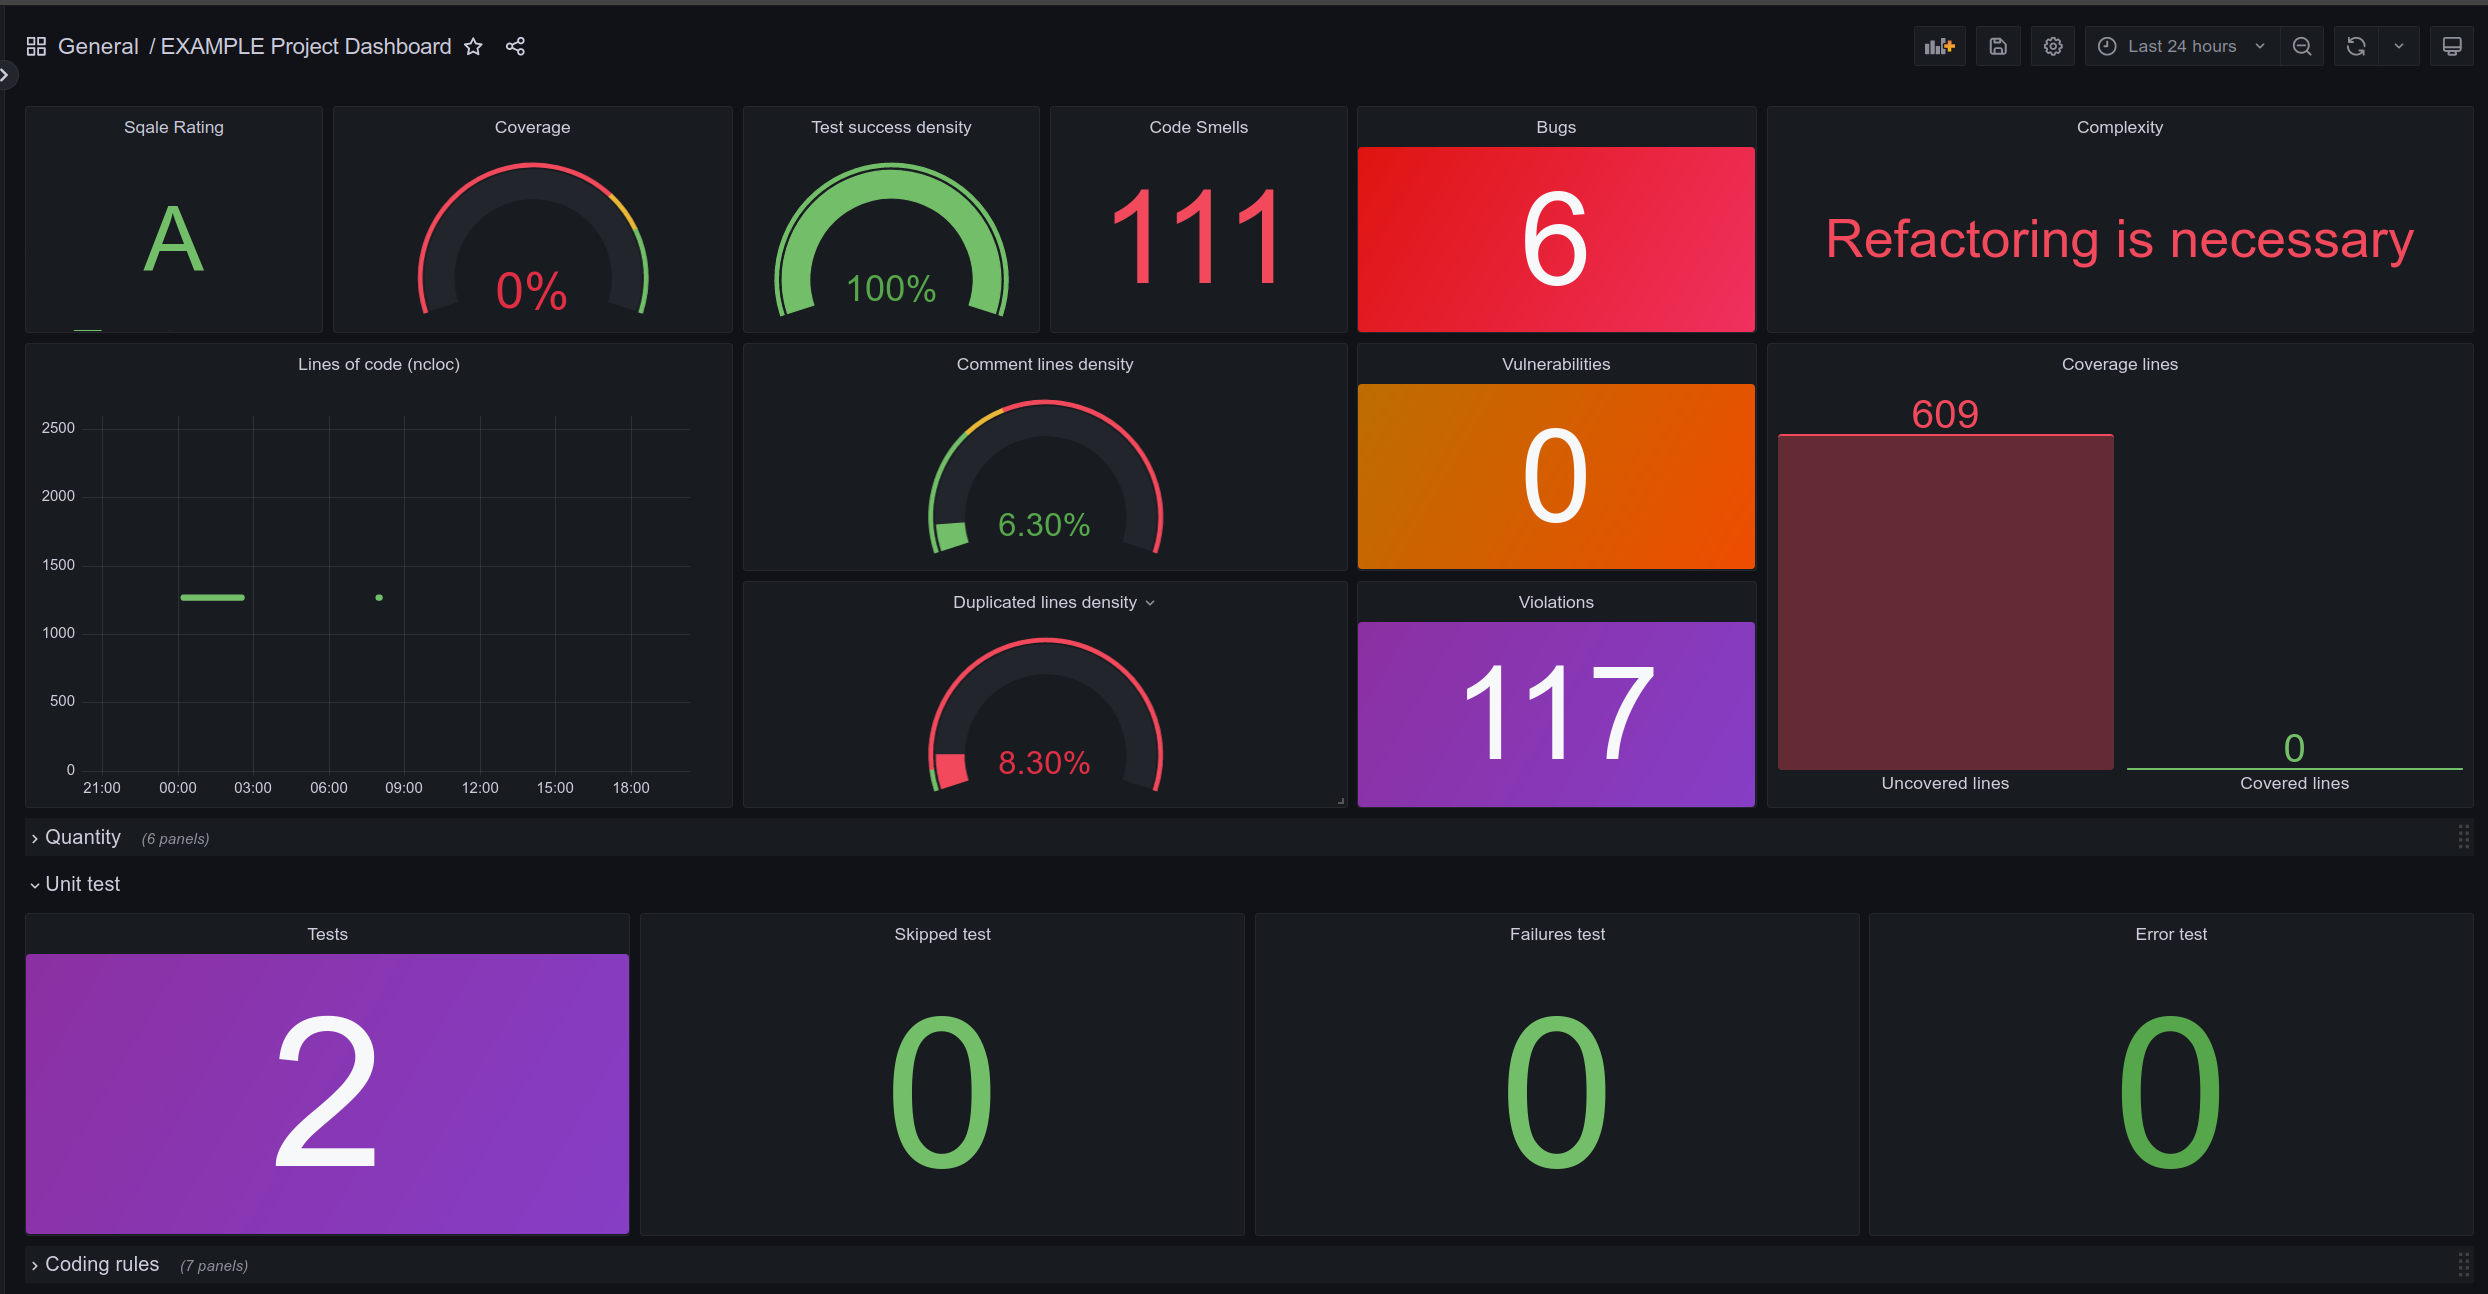 General / EXAMPLE Project Dashboard
Last 24 hours
Sqale Rating
A
Coverage
0%
Test success density
100%
Code Smells
111
Bugs
6
Complexity
Refactoring is necessary
Lines of code (ncloc)
2500
2000
1500
1000
500
0
21:00 00:00 03:00 06:00 09:00 12:00 15:00 18:00
Comment lines density
6.30%
Duplicated lines density
8.30%
Vulnerabilities
0
Violations
117
Coverage lines
609
0
Uncovered lines
Covered lines
Quantity (6 panels)
Unit test
Tests
2
Skipped test
0
Failures test
0
Error test
0
Coding rules (7 panels)